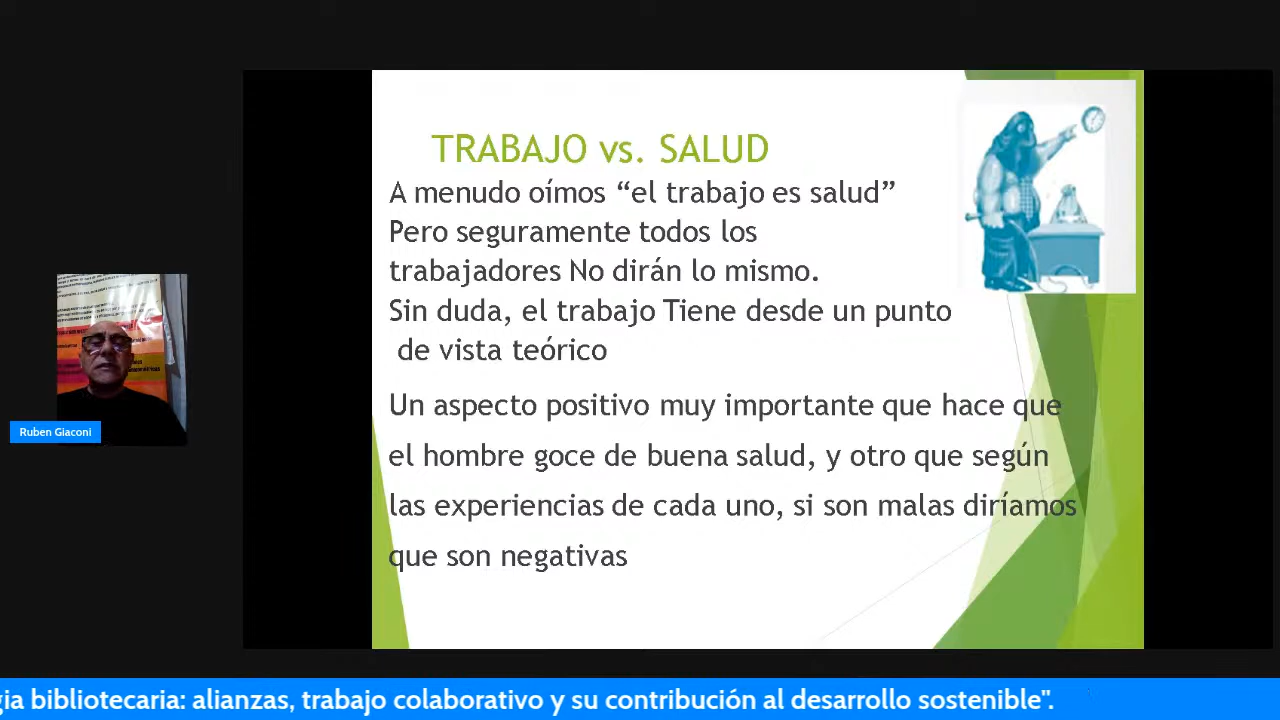 TRABAJO vs. SALUD
A menudo oímos “el trabajo es salud”
Pero seguramente todos los
trabajadores No dirán lo mismo.
Sin duda, el trabajo Tiene desde un punto
de vista teórico
Un aspecto positivo muy importante que hace que
el hombre goce de buena salud, y otro que según
las experiencias de cada uno, si son malas diríamos
que son negativas
Ruben Giaconi
gia bibliotecaria: alianzas, trabajo colaborativo y su contribución al desarrollo sostenible".